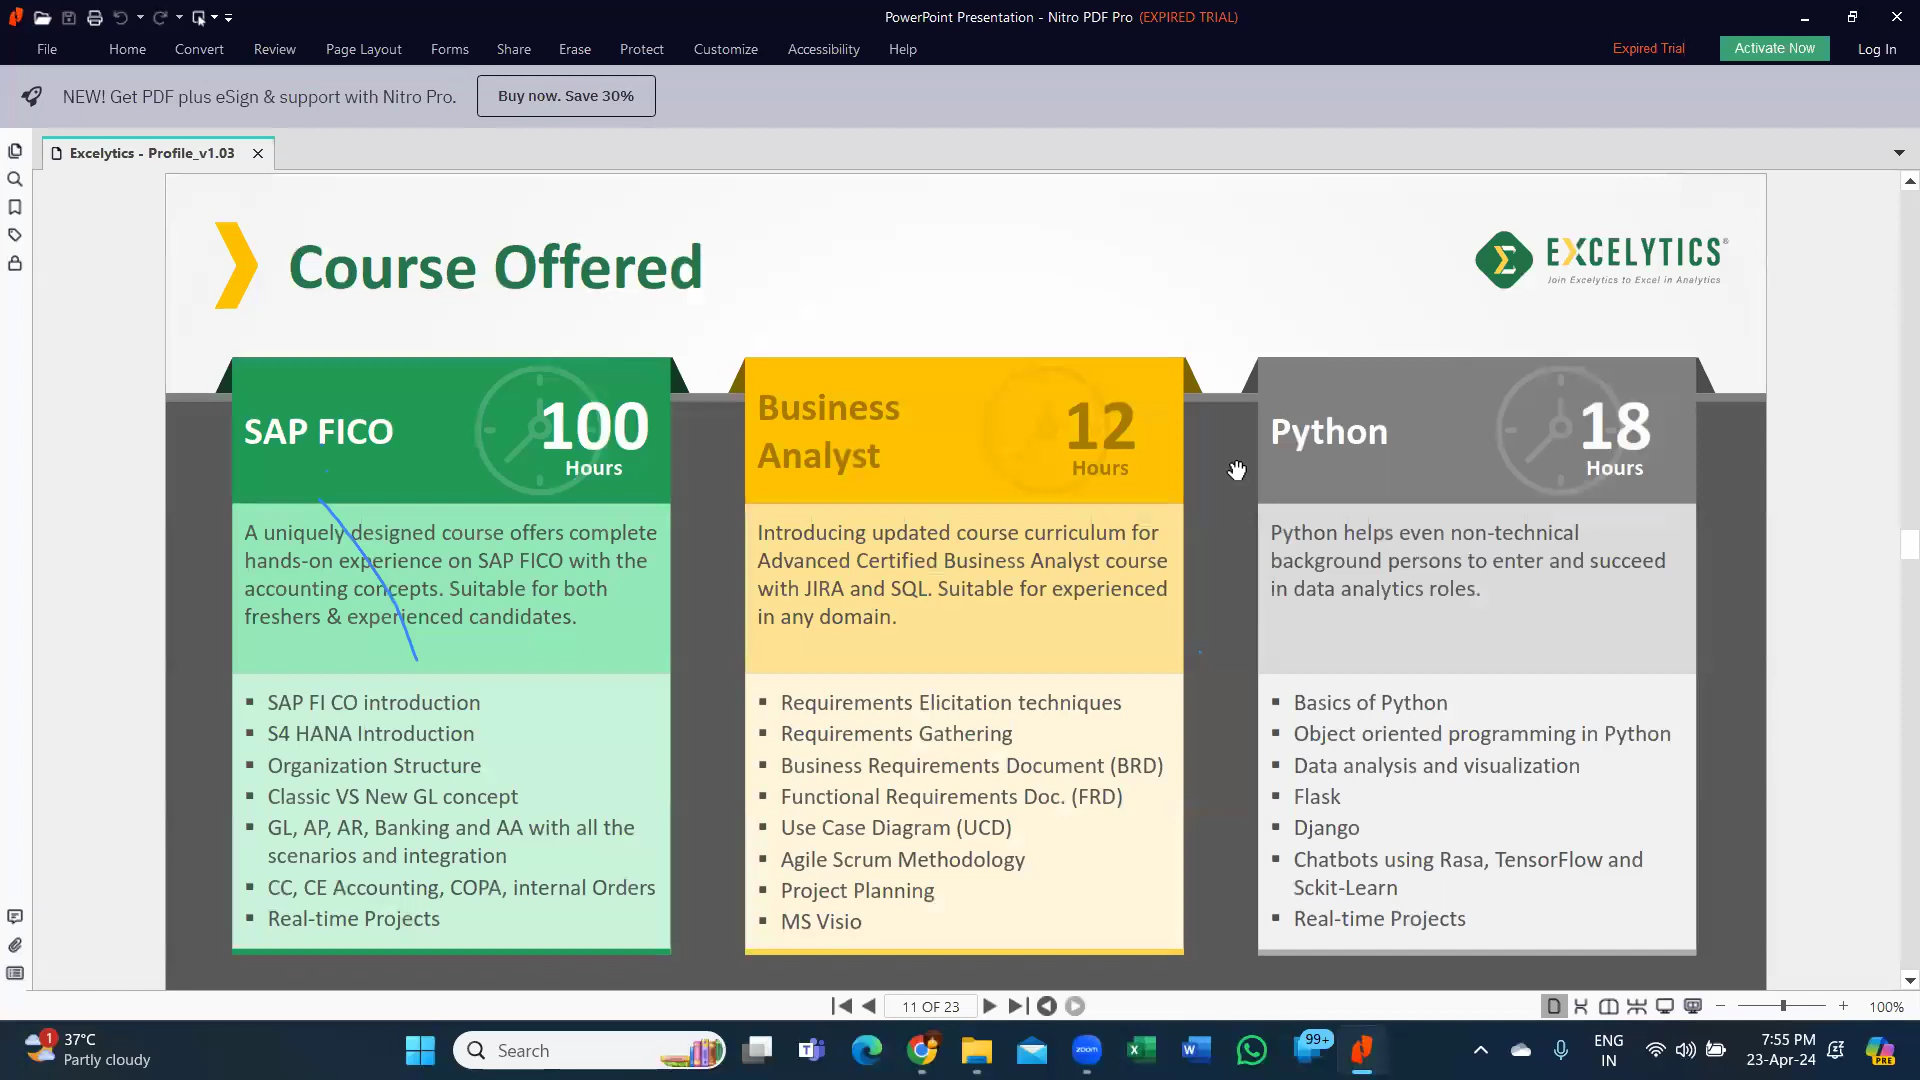 PowerPoint Presentation - Nitro PDF Pro (EXPIRED TRIAL)
File Home Convert Review Page Layout Forms Share Erase Protect Customize Accessibility Help Expired Trial Activate Now Log In
NEW! Get PDF plus eSign & support with Nitro Pro. Buy now. Save 30%
Excelytics - Profile_v1.03
Course Offered
EXCELYTICS®
Join Excelytics to Excel in Analytics
SAP FICO
100
Hours
A uniquely designed course offers complete
hands-on experience on SAP FICO with the
accounting concepts. Suitable for both
freshers & experienced candidates.
▪ SAP FI CO introduction
▪ S4 HANA Introduction
▪ Organization Structure
▪ Classic VS New GL concept
▪ GL, AP, AR, Banking and AA with all the
scenarios and integration
▪ CC, CE Accounting, COPA, internal Orders
▪ Real-time Projects
Business
Analyst
12
Hours
Introducing updated course curriculum for
Advanced Certified Business Analyst course
with JIRA and SQL. Suitable for experienced
in any domain.
▪ Requirements Elicitation techniques
▪ Requirements Gathering
▪ Business Requirements Document (BRD)
▪ Functional Requirements Doc. (FRD)
▪ Use Case Diagram (UCD)
▪ Agile Scrum Methodology
▪ Project Planning
▪ MS Visio
Python
18
Hours
Python helps even non-technical
background persons to enter and succeed
in data analytics roles.
▪ Basics of Python
▪ Object oriented programming in Python
▪ Data analysis and visualization
▪ Flask
▪ Django
▪ Chatbots using Rasa, TensorFlow and
Sckit-Learn
▪ Real-time Projects
11 OF 23
100%
1
37°C
Partly cloudy
Search
zoom
99+
ENG
IN
7:55 PM
23-Apr-24
PRE